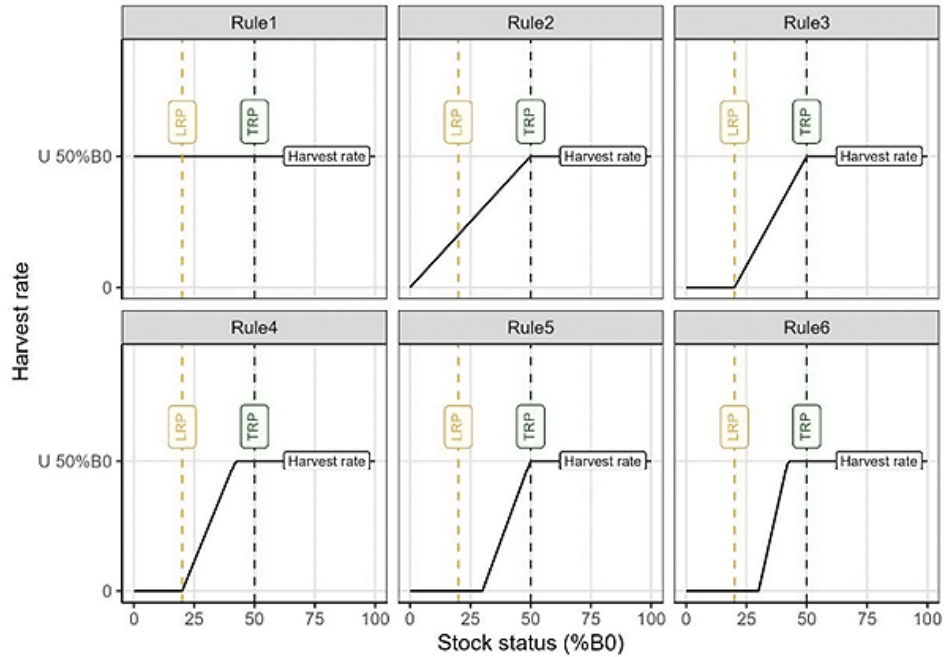 Rule1 Rule2 Rule3
LRP TRP LRP TRP LRP TRP
U 50%B0 Harvest rate Harvest rate Harvest rate
0
Harvest rate
Rule4 Rule5 Rule6
LRP TRP LRP TRP LRP TRP
U 50%B0 Harvest rate Harvest rate Harvest rate
0
0 25 50 75 100 0 25 50 75 100 0 25 50 75 100
Stock status (%B0)